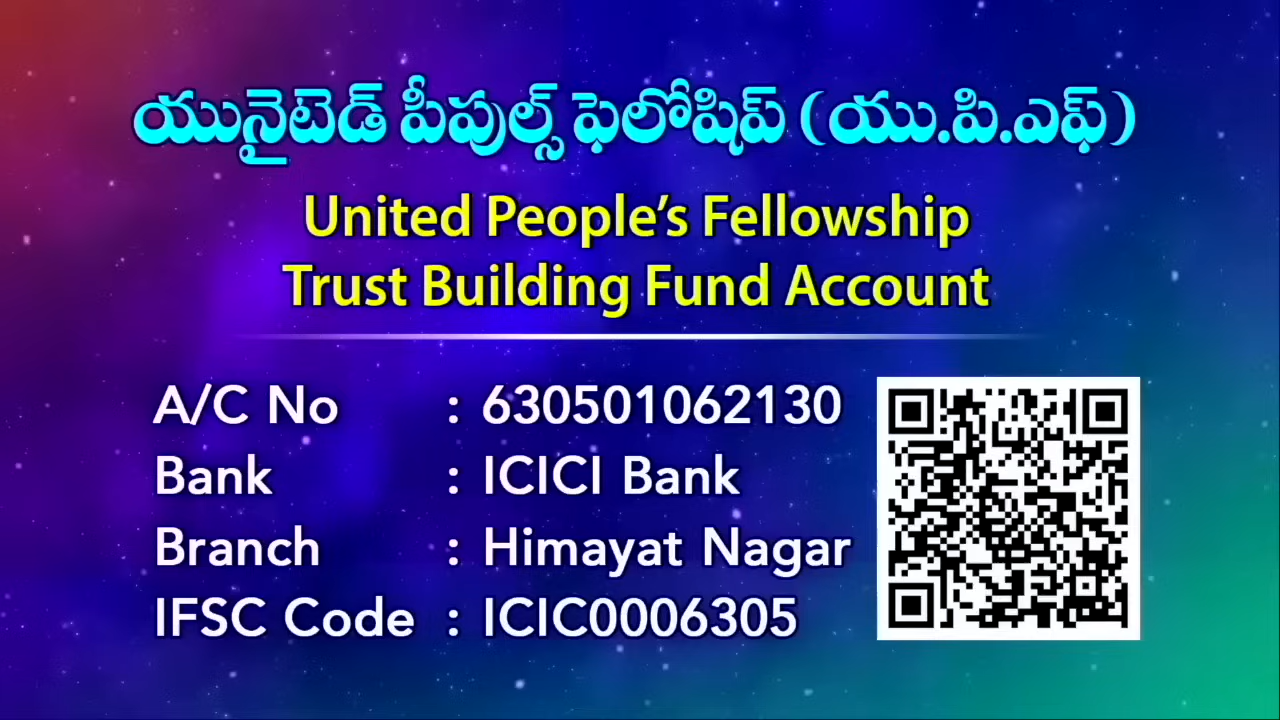 యునైటెడ్ పీపుల్స్ ఫెలోషిప్ (యు.పి.ఎఫ్)
United People’s Fellowship
Trust Building Fund Account
A/C No : 630501062130
Bank : ICICI Bank
Branch : Himayat Nagar
IFSC Code : ICIC0006305